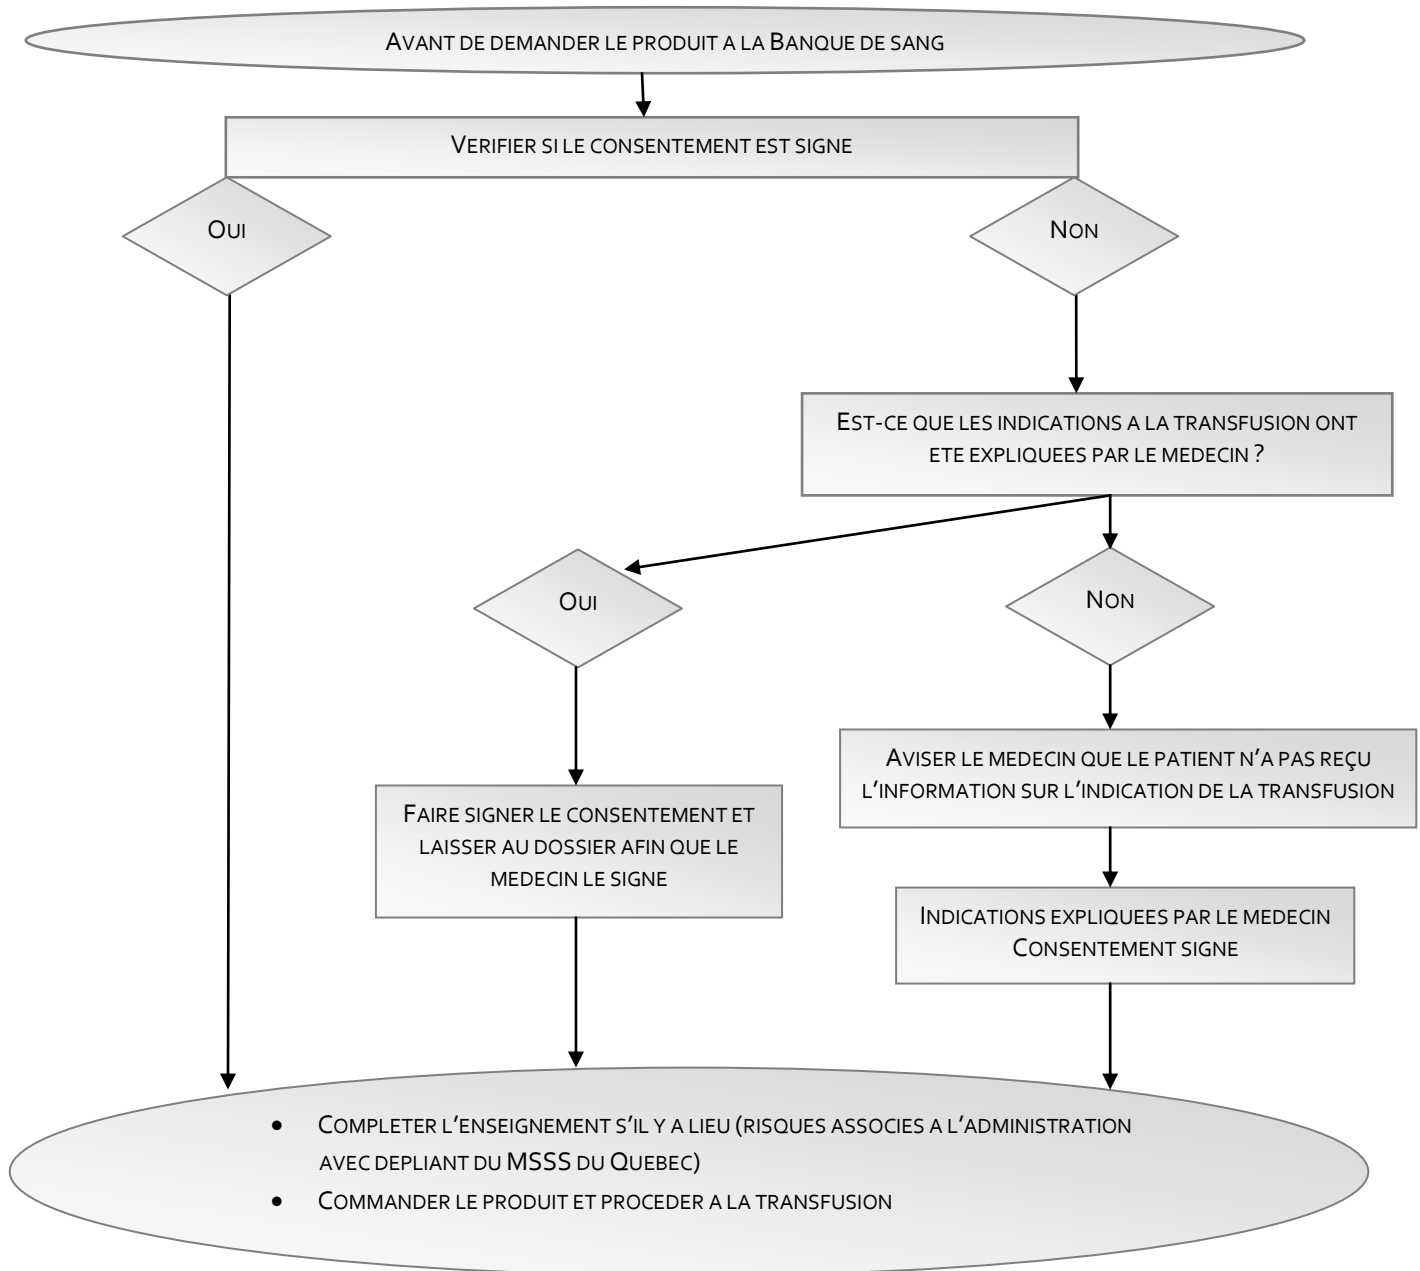 AVANT DE DEMANDER LE PRODUIT A LA BANQUE DE SANG
VERIFIER SI LE CONSENTEMENT EST SIGNE
OUI
NON
EST-CE QUE LES INDICATIONS A LA TRANSFUSION ONT
ETE EXPLIQUEES PAR LE MEDECIN ?
OUI
NON
AVISER LE MEDECIN QUE LE PATIENT N'A PAS REÇU
L'INFORMATION SUR L'INDICATION DE LA TRANSFUSION
FAIRE SIGNER LE CONSENTEMENT ET
LAISSER AU DOSSIER AFIN QUE LE
MEDECIN LE SIGNE
INDICATIONS EXPLIQUEES PAR LE MEDECIN
CONSENTEMENT SIGNE
• COMPLETER L'ENSEIGNEMENT S'IL Y A LIEU (RISQUES ASSOCIES A L'ADMINISTRATION
AVEC DEPLIANT DU MSSS DU QUEBEC)
• COMMANDER LE PRODUIT ET PROCEDER A LA TRANSFUSION